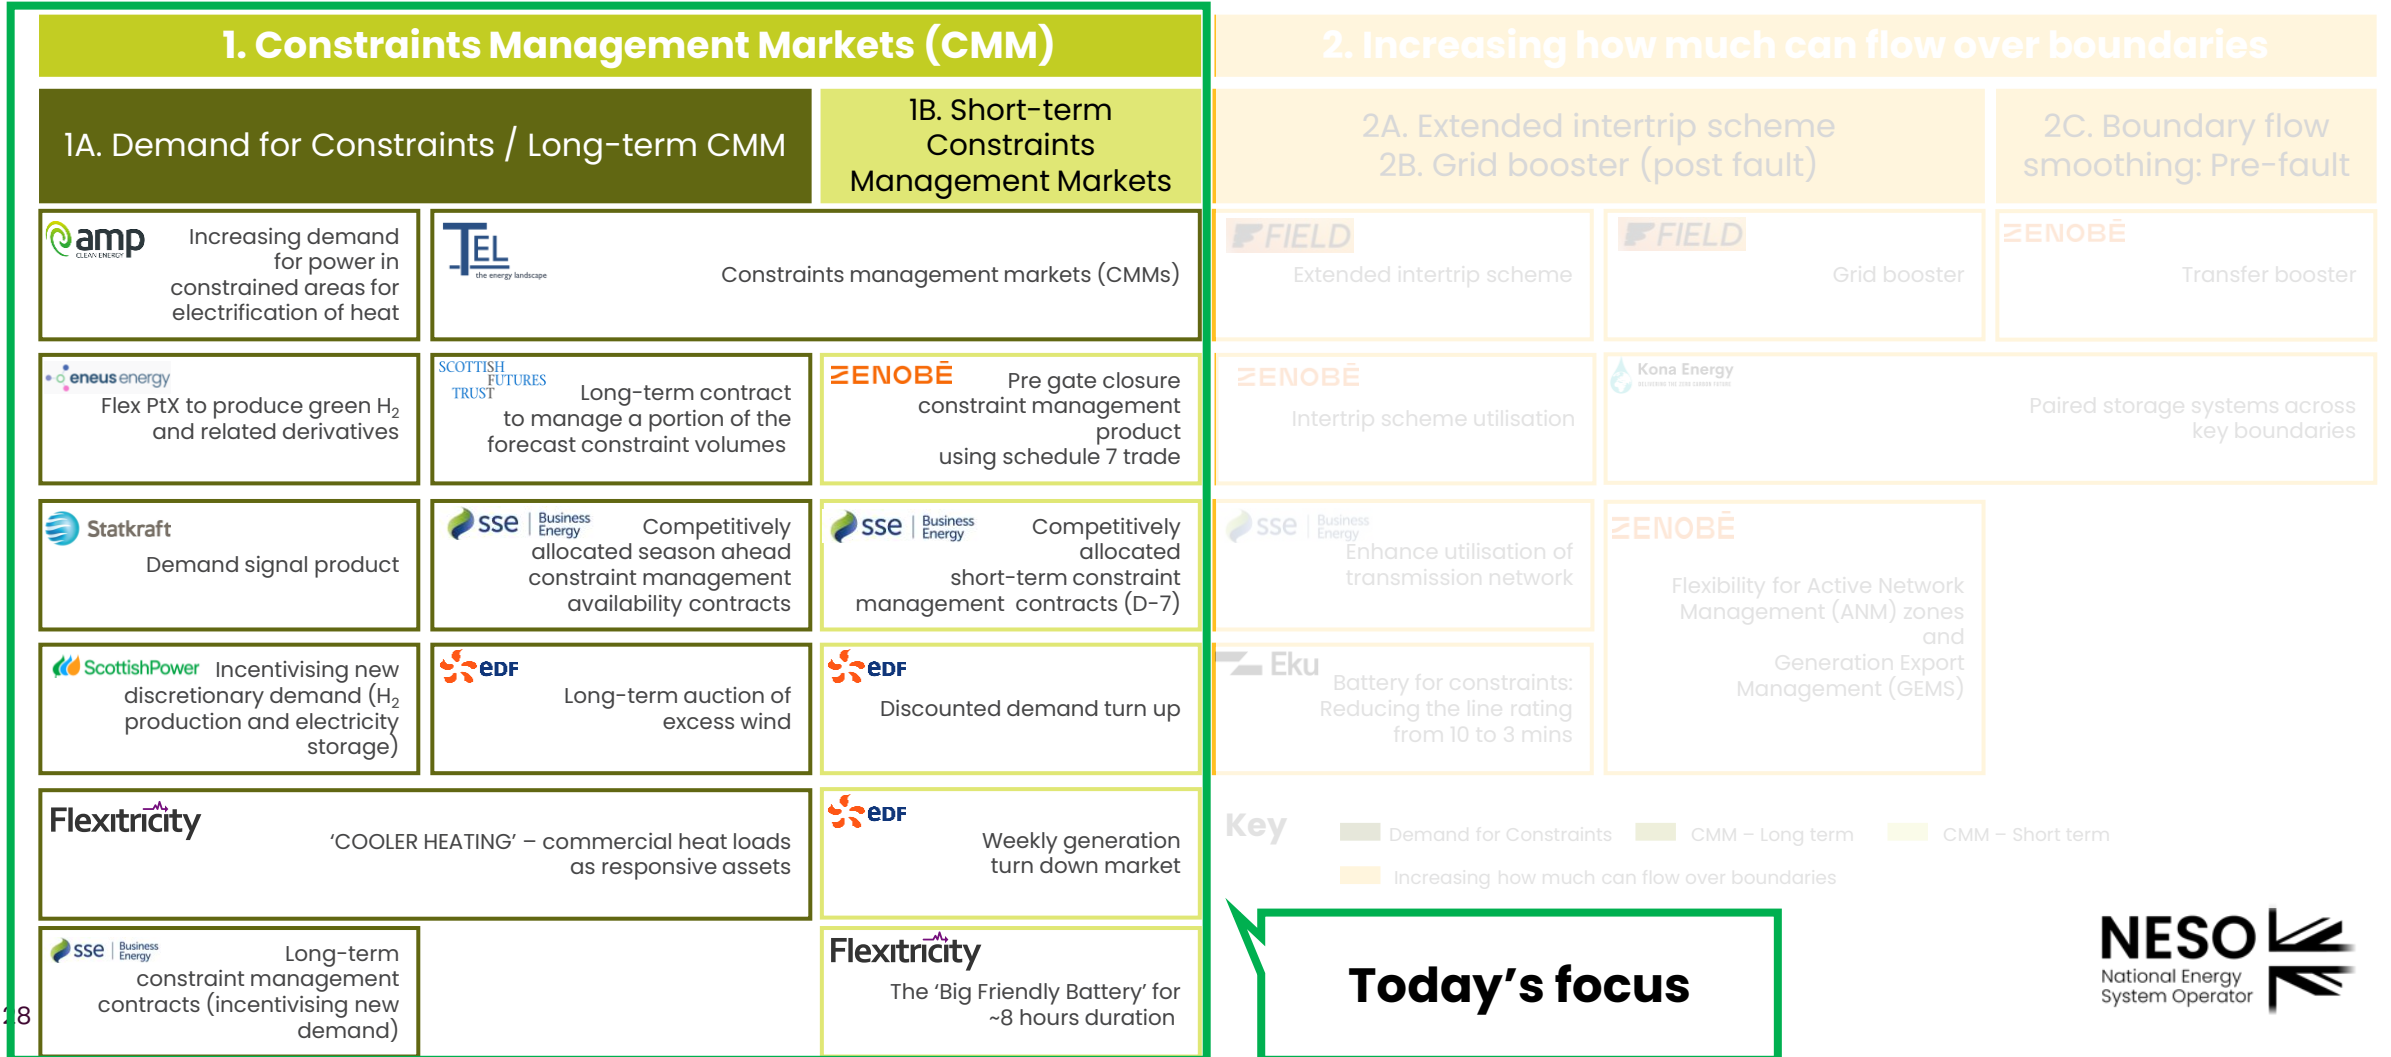 1. Constraints Management Markets (CMM)
2. Increasing how much can flow over boundaries
1A. Demand for Constraints / Long-term CMM
1B. Short-term
Constraints
Management Markets
2A. Extended intertrip scheme
2B. Grid booster (post fault)
2C. Boundary flow
smoothing: Pre-fault
amp
CLEAN ENERGY
Increasing demand
for power in
constrained areas for
electrification of heat
TEL
the energy landscape
Constraints management markets (CMMs)
FIELD
Extended intertrip scheme
FIELD
Grid booster
ZENOBĒ
Transfer booster
eneus energy
Flex PtX to produce green H₂
and related derivatives
SCOTTISH
FUTURES
TRUST
Long-term contract
to manage a portion of the
forecast constraint volumes
ZENOBĒ
Pre gate closure
constraint management
product
using schedule 7 trade
ZENOBĒ
Intertrip scheme utilisation
Kona Energy
DELIVERING THE ZERO CARBON FUTURE
Paired storage systems across
key boundaries
Statkraft
Demand signal product
sse Business
Energy
Competitively
allocated season ahead
constraint management
availability contracts
sse Business
Energy
Competitively
allocated
short-term constraint
management contracts (D-7)
sse Business
Energy
Enhance utilisation of
transmission network
ZENOBĒ
Flexibility for Active Network
Management (ANM) zones
and
Generation Export
Management (GEMS)
ScottishPower
Incentivising new
discretionary demand (H₂
production and electricity
storage)
eDF
Long-term auction of
excess wind
eDF
Discounted demand turn up
Eku
Battery for constraints:
Reducing the line rating
from 10 to 3 mins
Flexitricity
‘COOLER HEATING’ – commercial heat loads
as responsive assets
eDF
Weekly generation
turn down market
Key
Demand for Constraints
CMM – Long term
CMM – Short term
Increasing how much can flow over boundaries
sse Business
Energy
Long-term
constraint management
contracts (incentivising new
demand)
Flexitricity
The ‘Big Friendly Battery’ for
~8 hours duration
Today’s focus
NESO
National Energy
System Operator
28